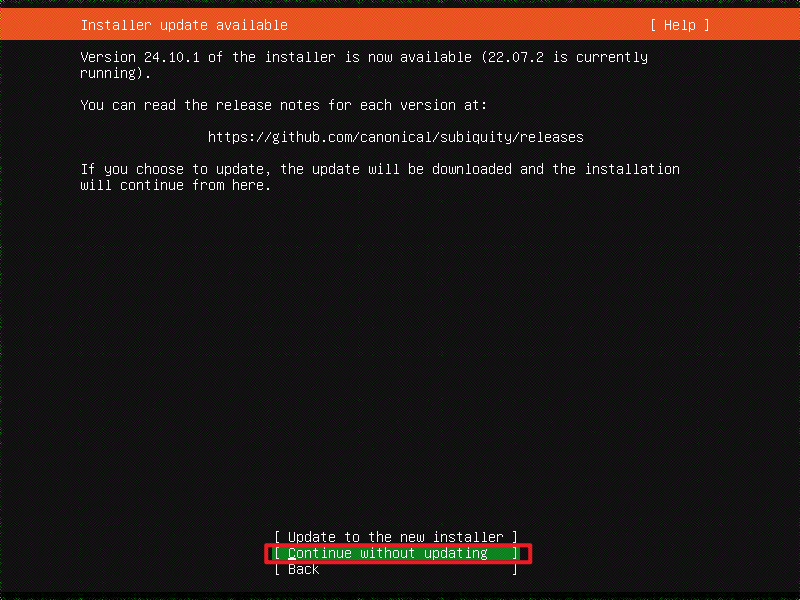 Installer update available [ Help ]
Version 24.10.1 of the installer is now available (22.07.2 is currently
running).
You can read the release notes for each version at:
https://github.com/canonical/subiquity/releases
If you choose to update, the update will be downloaded and the installation
will continue from here.
[ Update to the new installer ]
[ Continue without updating ]
[ Back ]